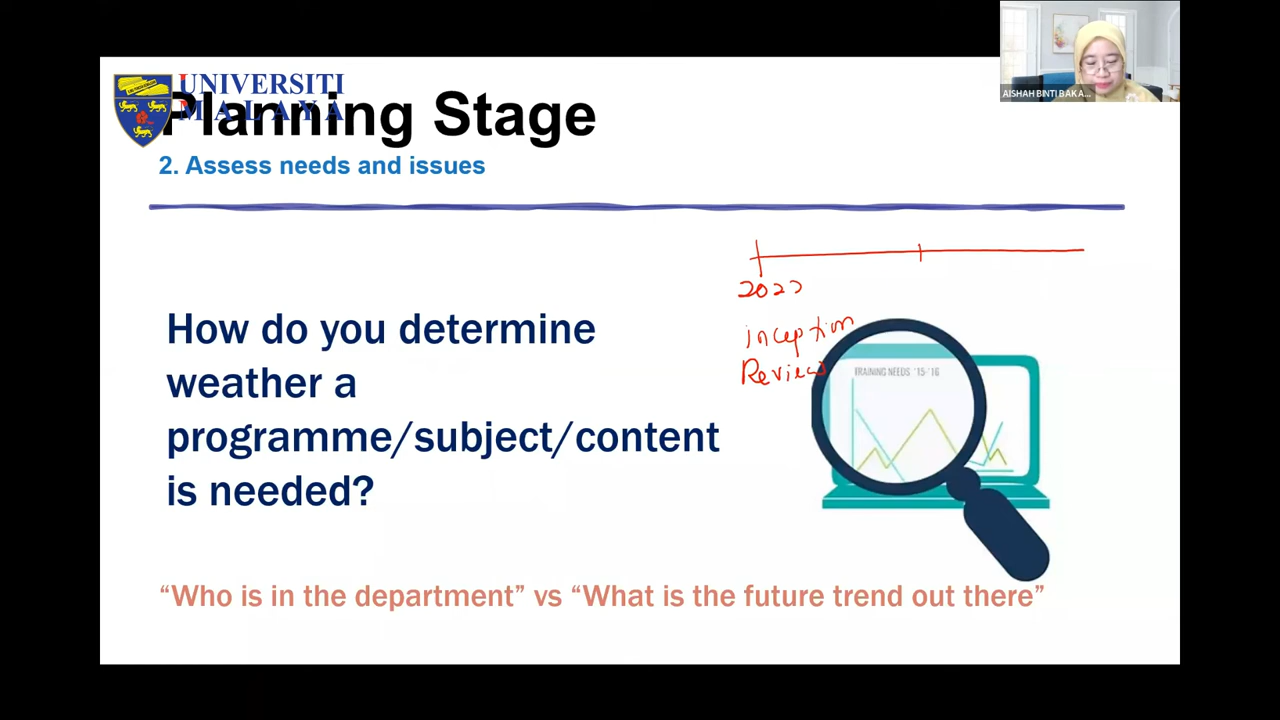 UNIVERSITI
MALAYA
Planning Stage
2. Assess needs and issues
AISHAH BINTI BAKA...
2022
inception
Review
How do you determine
weather a
programme/subject/content
is needed?
TRAINING NEEDS '15-'16
“Who is in the department” vs “What is the future trend out there”